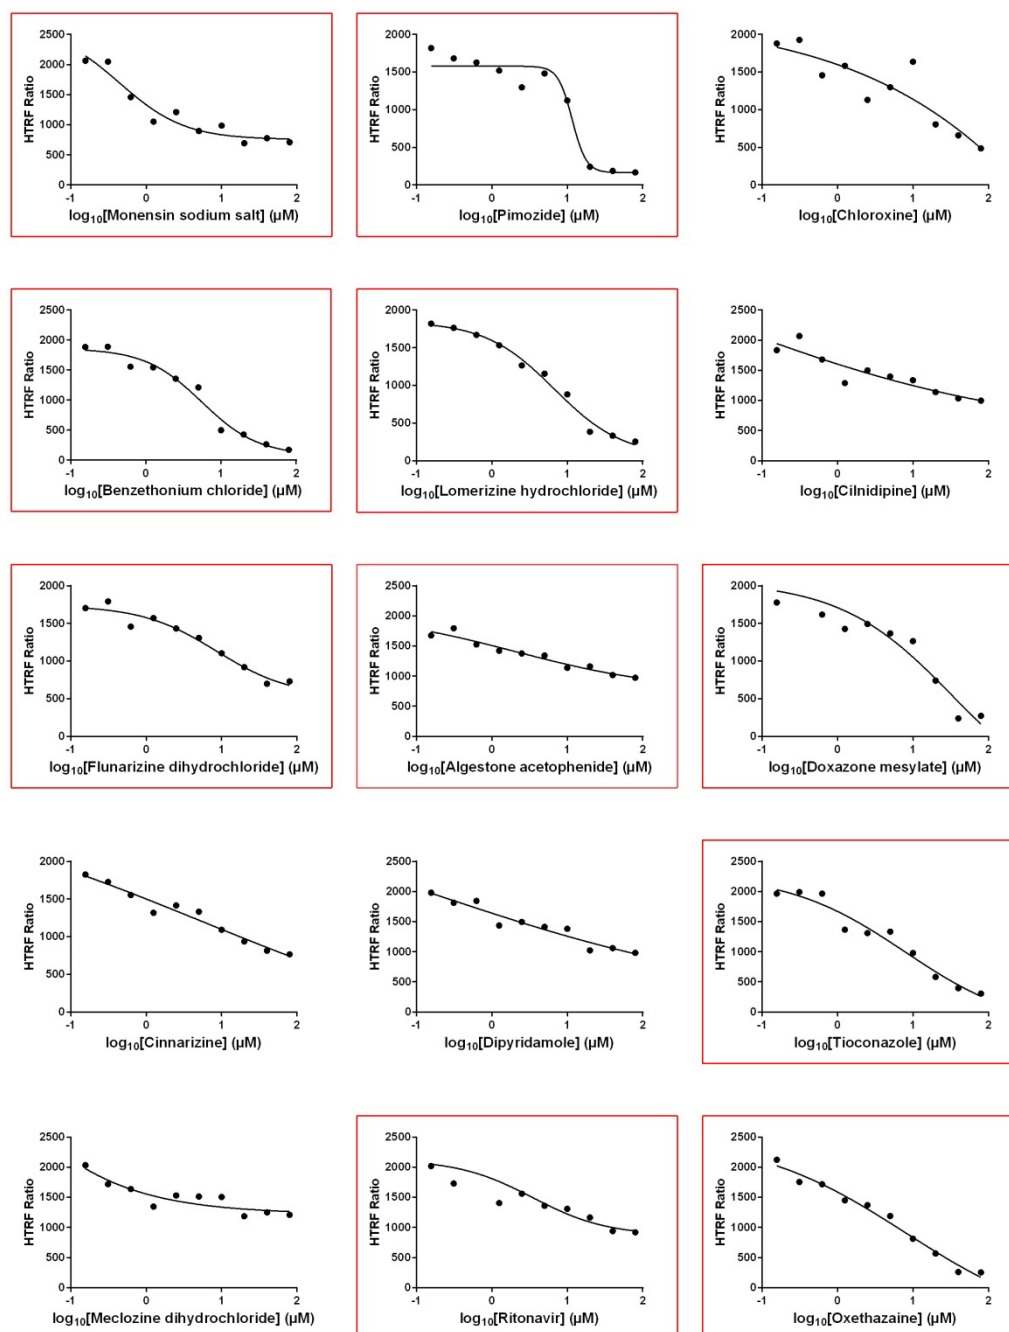 2500
2000
1500
1000
500
0
HTRF Ratio
-1 0 1 2
log10[Monensin sodium salt] (µM)
2000
1500
1000
500
0
HTRF Ratio
-1 0 1 2
log10[Pimozide] (µM)
2000
1500
1000
500
0
HTRF Ratio
-1 0 1 2
log10[Chloroxine] (µM)
2500
2000
1500
1000
500
0
HTRF Ratio
-1 0 1 2
log10[Benzethonium chloride] (µM)
2000
1500
1000
500
0
HTRF Ratio
-1 0 1 2
log10[Lomerizine hydrochloride] (µM)
2500
2000
1500
1000
500
0
HTRF Ratio
-1 0 1 2
log10[Cilnidipine] (µM)
2000
1500
1000
500
0
HTRF Ratio
-1 0 1 2
log10[Flunarizine dihydrochloride] (µM)
2500
2000
1500
1000
500
0
HTRF Ratio
-1 0 1 2
log10[Algestone acetophenide] (µM)
2000
1500
1000
500
0
HTRF Ratio
-1 0 1 2
log10[Doxazone mesylate] (µM)
2000
1500
1000
500
0
HTRF Ratio
-1 0 1 2
log10[Cinnarizine] (µM)
2500
2000
1500
1000
500
0
HTRF Ratio
-1 0 1 2
log10[Dipyridamole] (µM)
2500
2000
1500
1000
500
0
HTRF Ratio
-1 0 1 2
log10[Tioconazole] (µM)
2500
2000
1500
1000
500
0
HTRF Ratio
-1 0 1 2
log10[Meclozine dihydrochloride] (µM)
2500
2000
1500
1000
500
0
HTRF Ratio
-1 0 1 2
log10[Ritonavir] (µM)
2500
2000
1500
1000
500
0
HTRF Ratio
-1 0 1 2
log10[Oxethazaine] (µM)